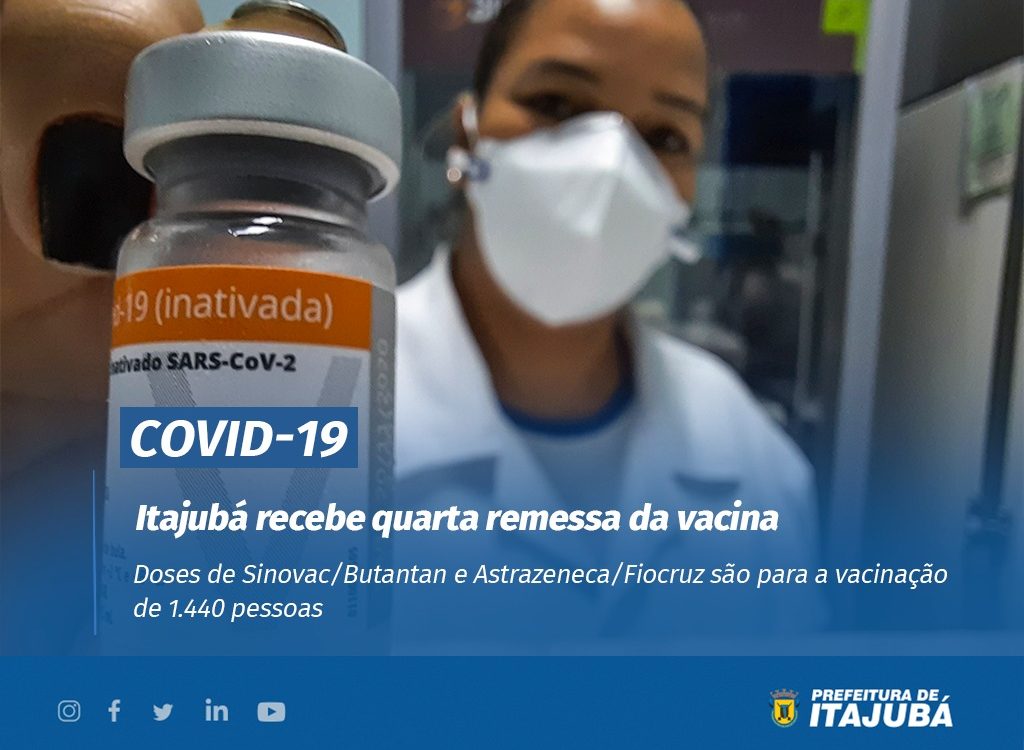 -19 (inativada)
SARS-CoV-2
COVID-19
Itajubá recebe quarta remessa da vacina
Doses de Sinovac/Butantan e Astrazeneca/Fiocruz são para a vacinação
de 1.440 pessoas
in
PREFEITURA DE
ITAJUBÁ